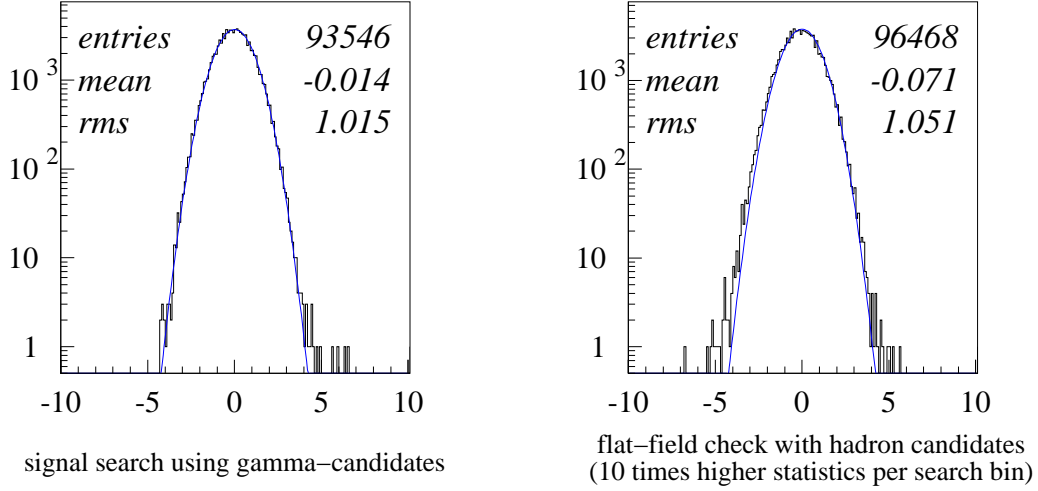 entries 93546
mean -0.014
rms 1.015
10 3
10 2
10
1
-10 -5 0 5 10
signal search using gamma−candidates
entries 96468
mean -0.071
rms 1.051
10 3
10 2
10
1
-10 -5 0 5 10
flat−field check with hadron candidates
(10 times higher statistics per search bin)